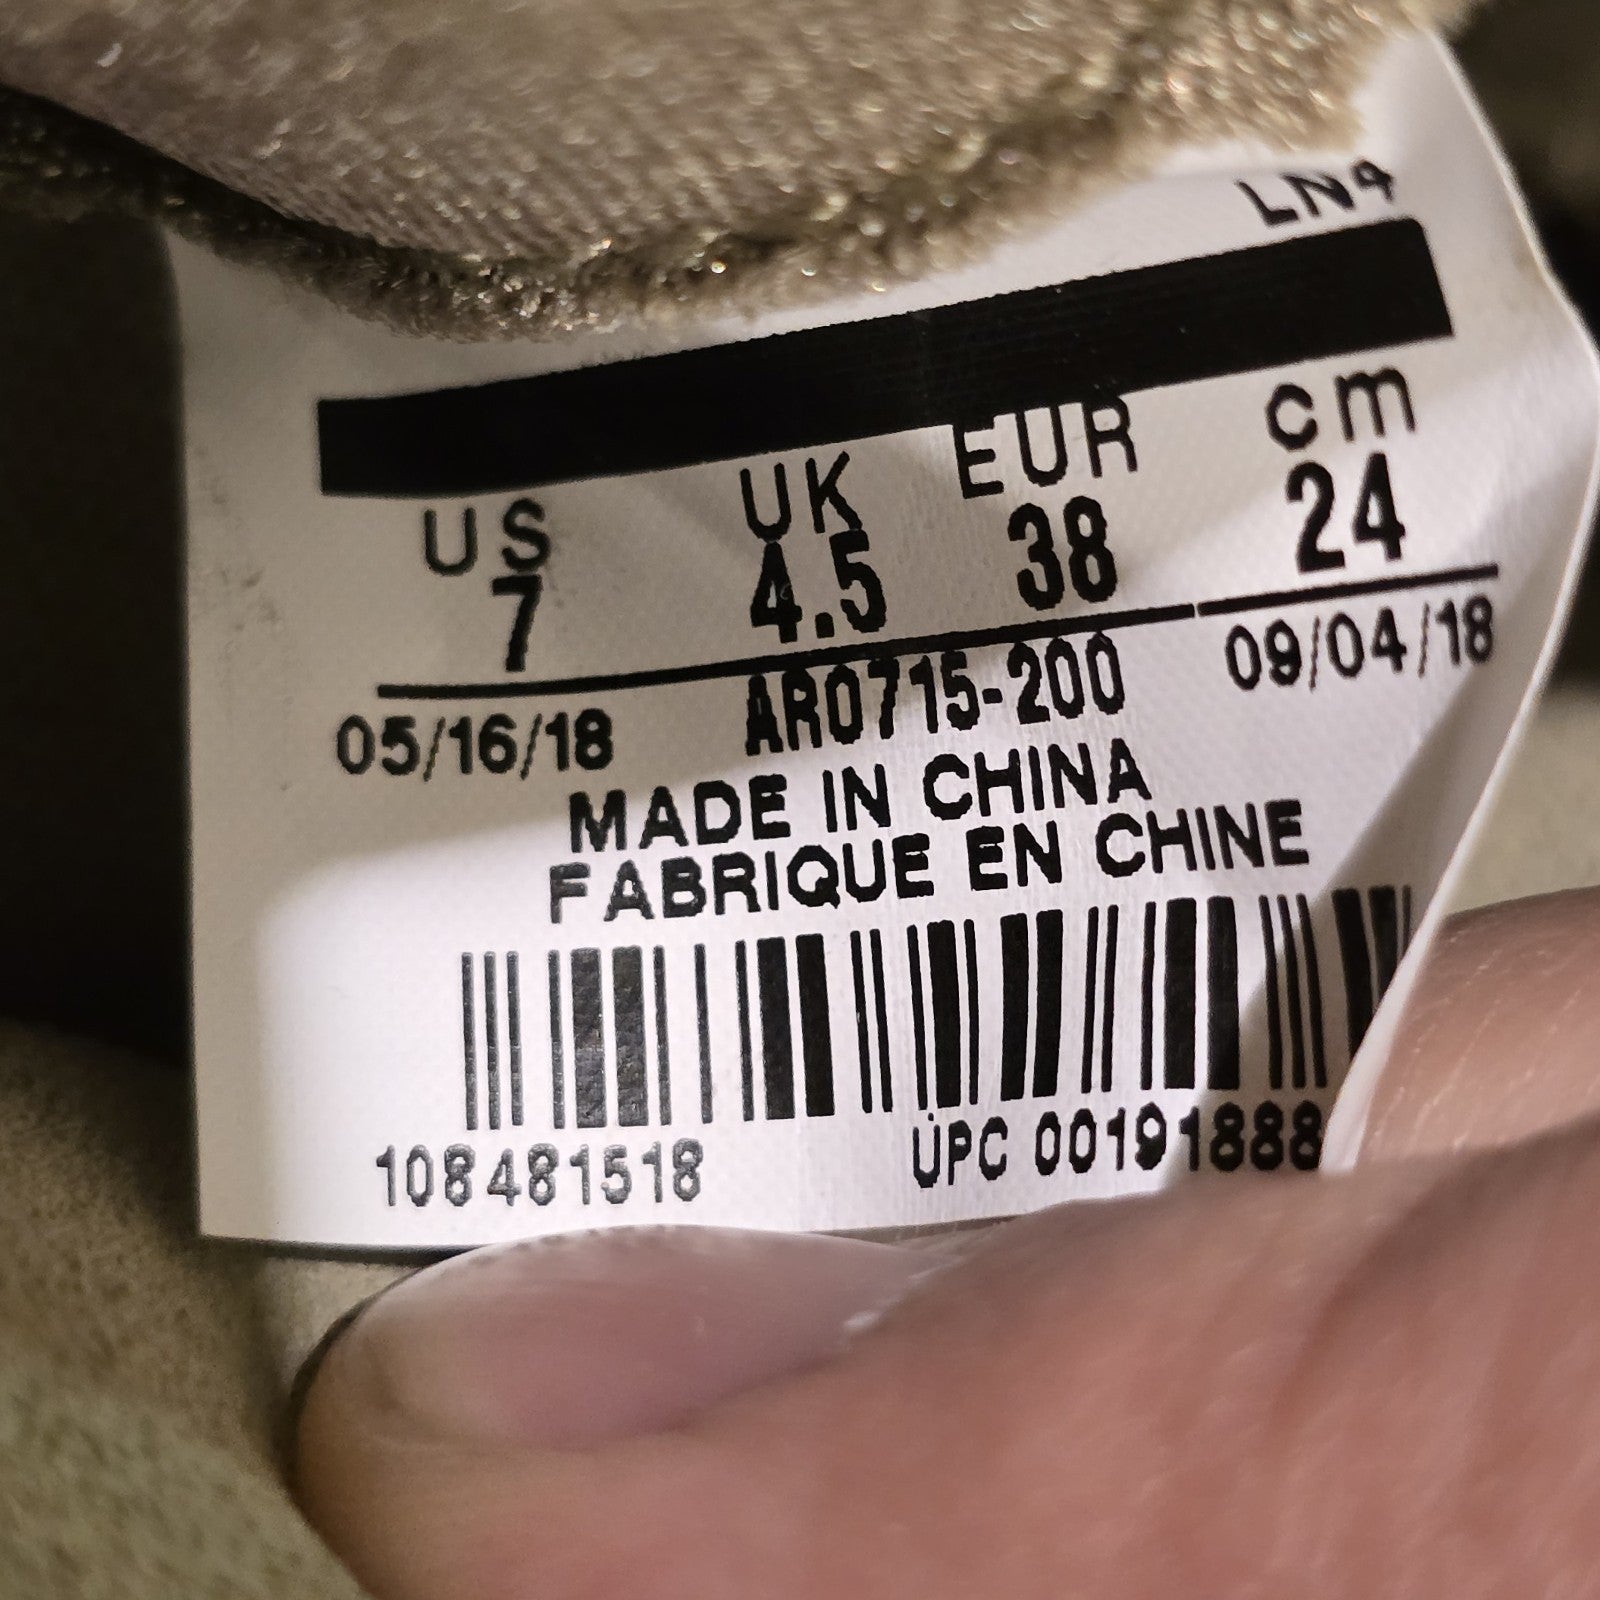 LN4
US UK EUR cm
7 4.5 38 24
05/16/18 AR0715-200 09/04/18
MADE IN CHINA
FABRIQUE EN CHINE
108481518 UPC 00191888